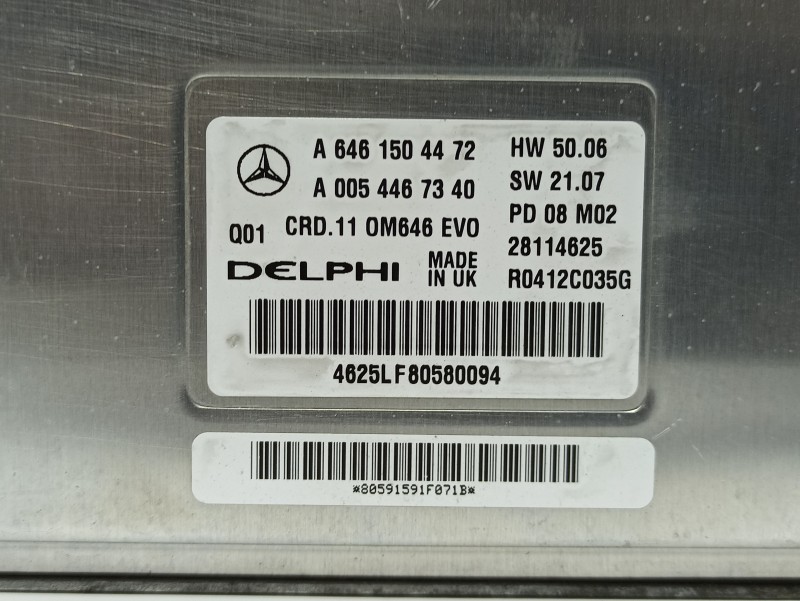 A 646 150 44 72 HW 50.06
A 005 446 73 40 SW 21.07
Q01 CRD.11 OM646 EVO PD 08 M02
DELPHI MADE IN UK 28114625
R0412C035G
4625LF80580094
*80591591F071B*